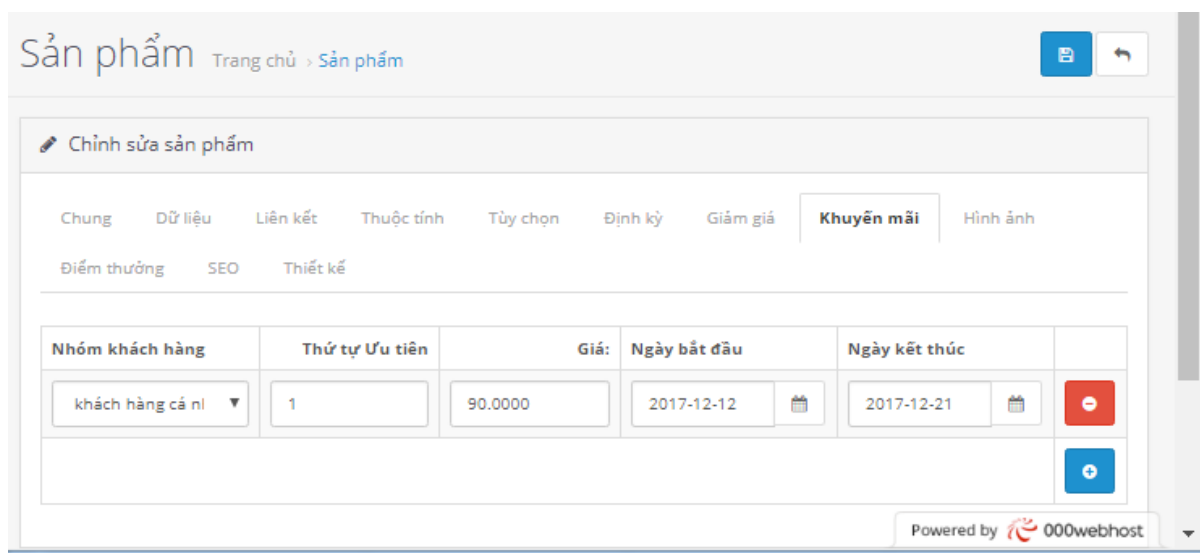 Sản phẩm Trang chủ › Sản phẩm
Chỉnh sửa sản phẩm
Chung Dữ liệu Liên kết Thuộc tính Tùy chọn Định kỳ Giảm giá Khuyến mãi Hình ảnh
Điểm thưởng SEO Thiết kế
Nhóm khách hàng Thứ tự Ưu tiên Giá: Ngày bắt đầu Ngày kết thúc
khách hàng cá 1 90.0000 2017-12-12 2017-12-21
Powered by 000webhost